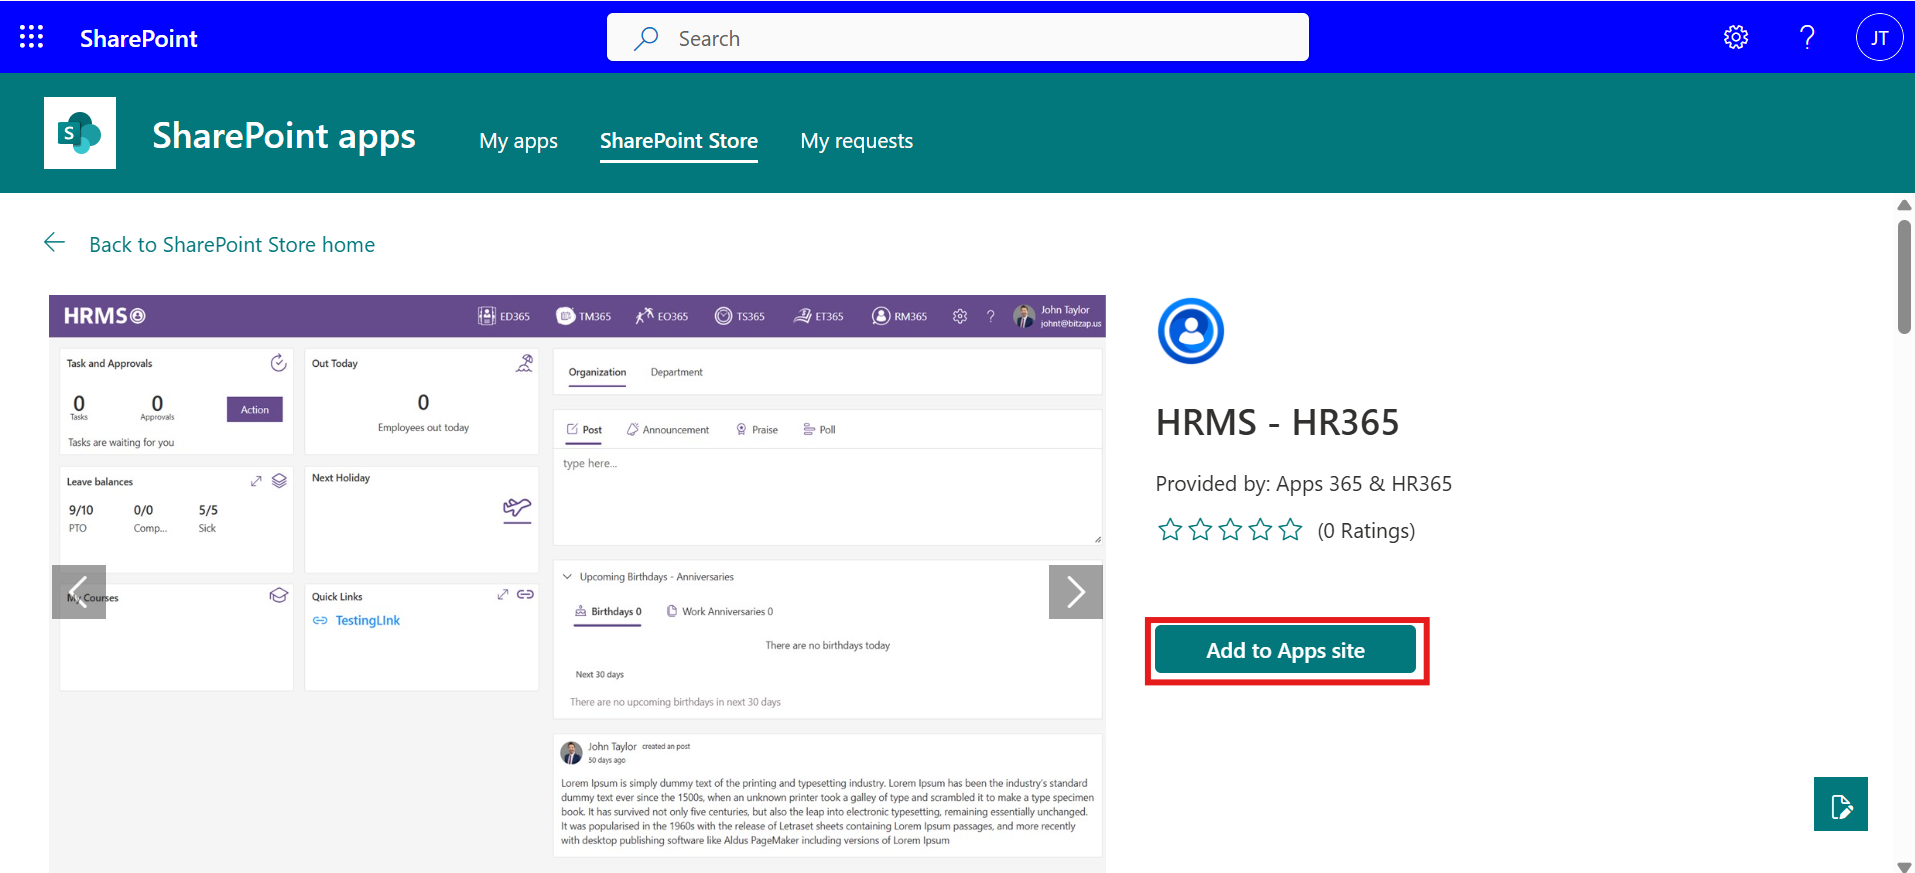 SharePoint
Search
JT
S
SharePoint apps
My apps
SharePoint Store
My requests
Back to SharePoint Store home
HRMS
ED365
TM365
EO365
TS365
ET365
RM365
?
John Taylor
johnt@bitzap.us
Task and Approvals
0
Tasks
0
Approvals
Action
Tasks are waiting for you
Out Today
0
Employees out today
Leave balances
9/10
0/0
5/5
PTO
Comp...
Sick
Next Holiday
My Courses
Quick Links
TestingLInk
Organization
Department
Post
Announcement
Praise
Poll
type here...
Upcoming Birthdays - Anniversaries
Birthdays 0
Work Anniversaries 0
There are no birthdays today
Next 30 days
There are no upcoming birthdays in next 30 days
John Taylor created an post
50 days ago
Lorem Ipsum is simply dummy text of the printing and typesetting industry. Lorem Ipsum has been the industry's standard
dummy text ever since the 1500s, when an unknown printer took a galley of type and scrambled it to make a type specimen
book. It has survived not only five centuries, but also the leap into electronic typesetting, remaining essentially unchanged.
It was popularised in the 1960s with the release of Letraset sheets containing Lorem Ipsum passages, and more recently
with desktop publishing software like Aldus PageMaker including versions of Lorem Ipsum
HRMS - HR365
Provided by: Apps 365 & HR365
(0 Ratings)
Add to Apps site